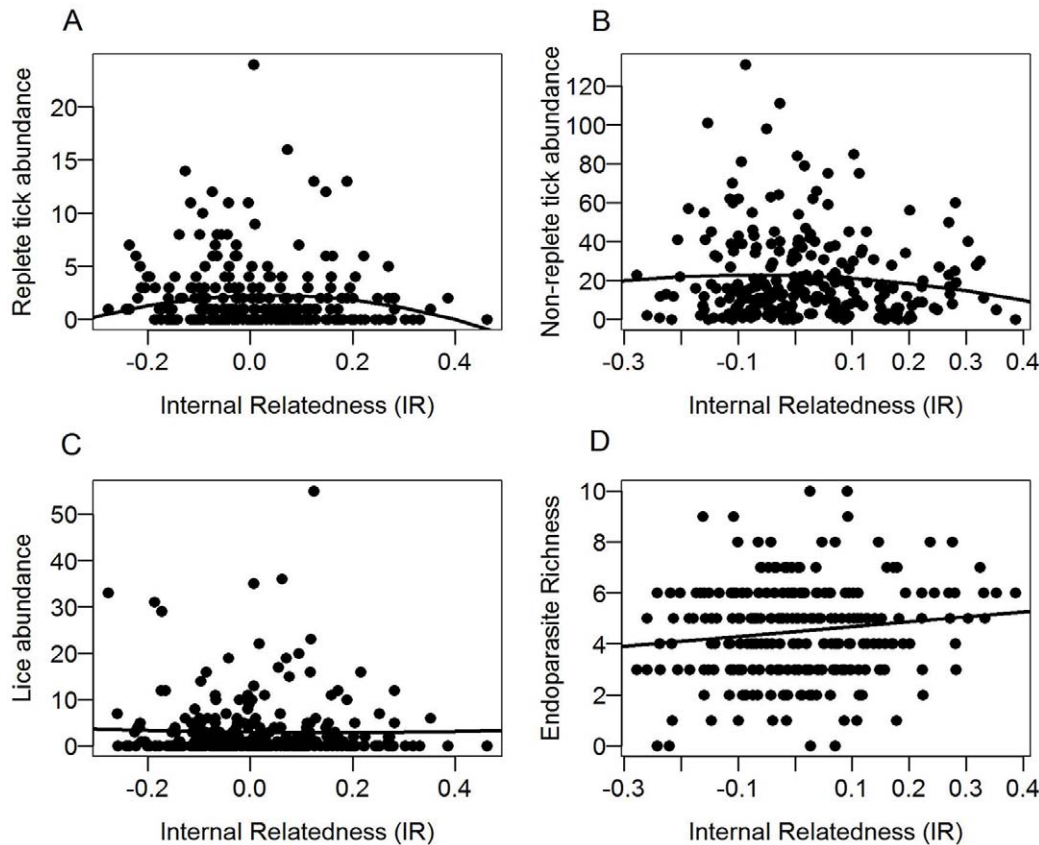 A
Replete tick abundance
20
15
10
5
0
-0.2 0.0 0.2 0.4
Internal Relatedness (IR)
B
Non-replete tick abundance
120
100
80
60
40
20
0
-0.3 -0.1 0.1 0.2 0.3 0.4
Internal Relatedness (IR)
C
Lice abundance
50
40
30
20
10
0
-0.2 0.0 0.2 0.4
Internal Relatedness (IR)
D
Endoparasite Richness
10
8
6
4
2
0
-0.3 -0.1 0.1 0.2 0.3 0.4
Internal Relatedness (IR)